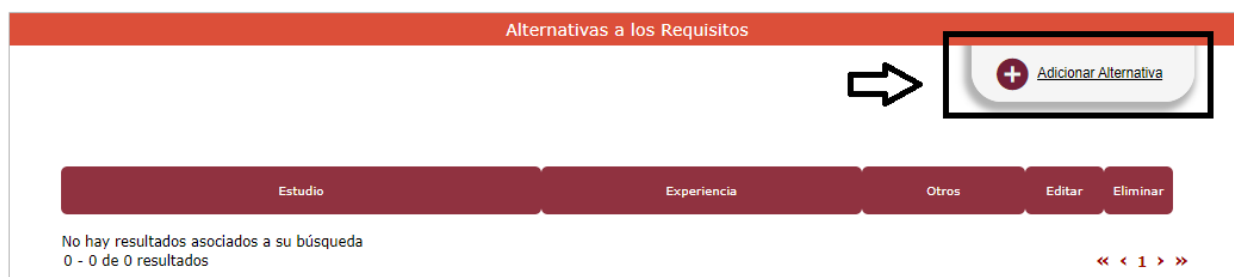 Alternativas a los Requisitos
Adicionar Alternativa
Estudio Experiencia Otros Editar Eliminar
No hay resultados asociados a su búsqueda
0 - 0 de 0 resultados
« ‹ 1 › »